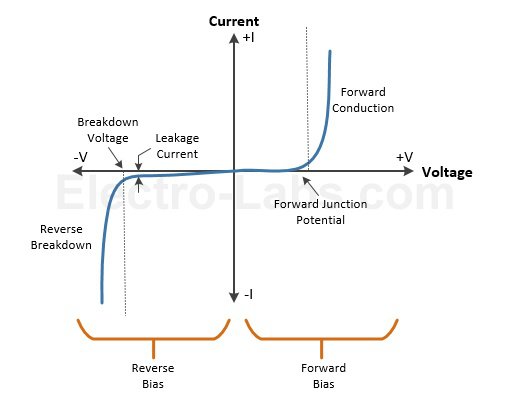 Current
+I
Forward
Conduction
Breakdown
Voltage
Leakage
Current
-V
+V
Voltage
Electro-Labs.com
Forward Junction
Potential
Reverse
Breakdown
-I
Reverse
Bias
Forward
Bias